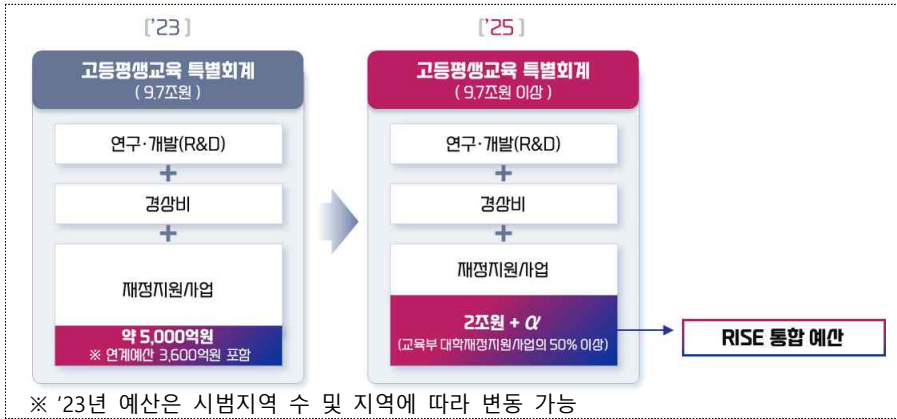 ['23]
고등평생교육 특별회계
( 9.7조원 )
연구·개발(R&D)
+
경상비
+
재정지원사업
약 5,000억원
※ 연계예산 3,600억원 포함
['25]
고등평생교육 특별회계
( 9.7조원 이상 )
연구·개발(R&D)
+
경상비
+
재정지원사업
2조원 + α
(교육부 대학재정지원사업의 50% 이상)
RISE 통합 예산
※ '23년 예산은 시범지역 수 및 지역에 따라 변동 가능